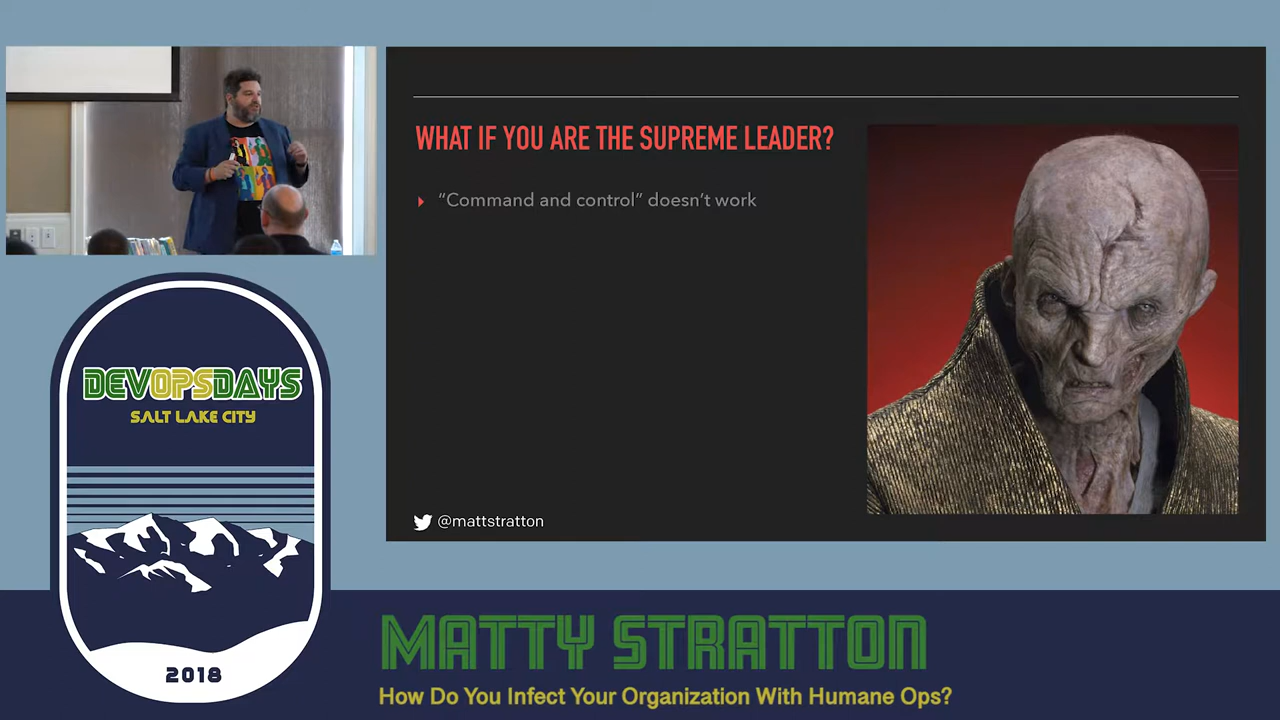 WHAT IF YOU ARE THE SUPREME LEADER?
“Command and control” doesn’t work
@mattstratton
DEVOPSDAYS
SALT LAKE CITY
2018
MATTY STRATTON
How Do You Infect Your Organization With Humane Ops?